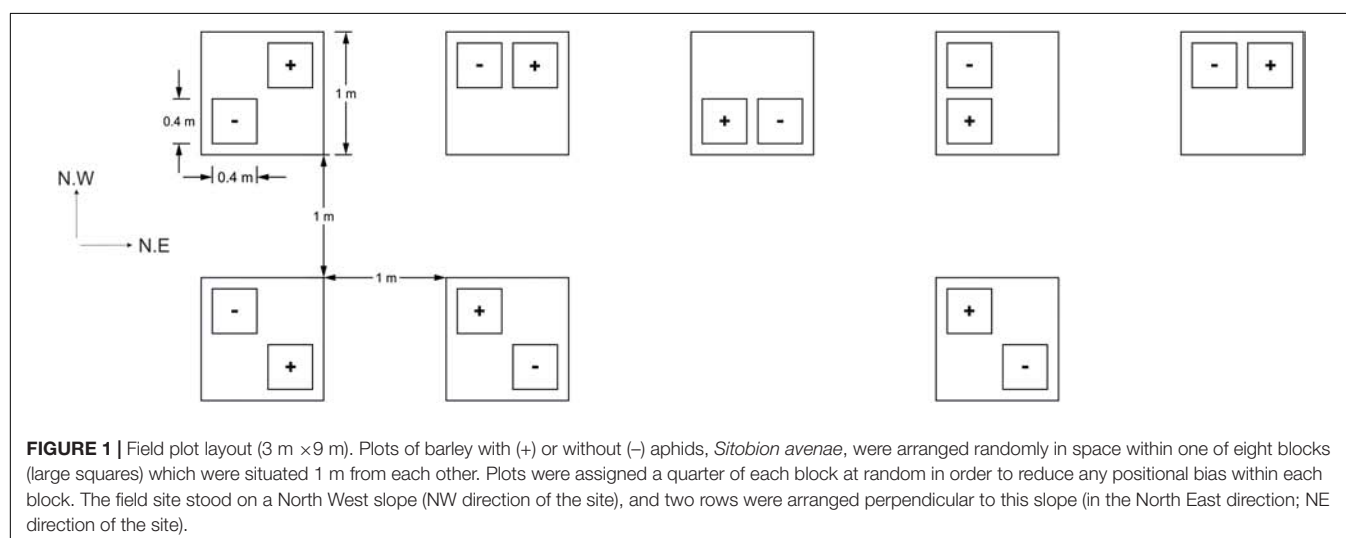 +
-
1 m
0.4 m
0.4 m
- +
+ -
-
+
- +
N.W
N.E
1 m
1 m
-
+
+
-
+
-
FIGURE 1 | Field plot layout (3 m ×9 m). Plots of barley with (+) or without (–) aphids, Sitobion avenae, were arranged randomly in space within one of eight blocks
(large squares) which were situated 1 m from each other. Plots were assigned a quarter of each block at random in order to reduce any positional bias within each
block. The field site stood on a North West slope (NW direction of the site), and two rows were arranged perpendicular to this slope (in the North East direction; NE
direction of the site).